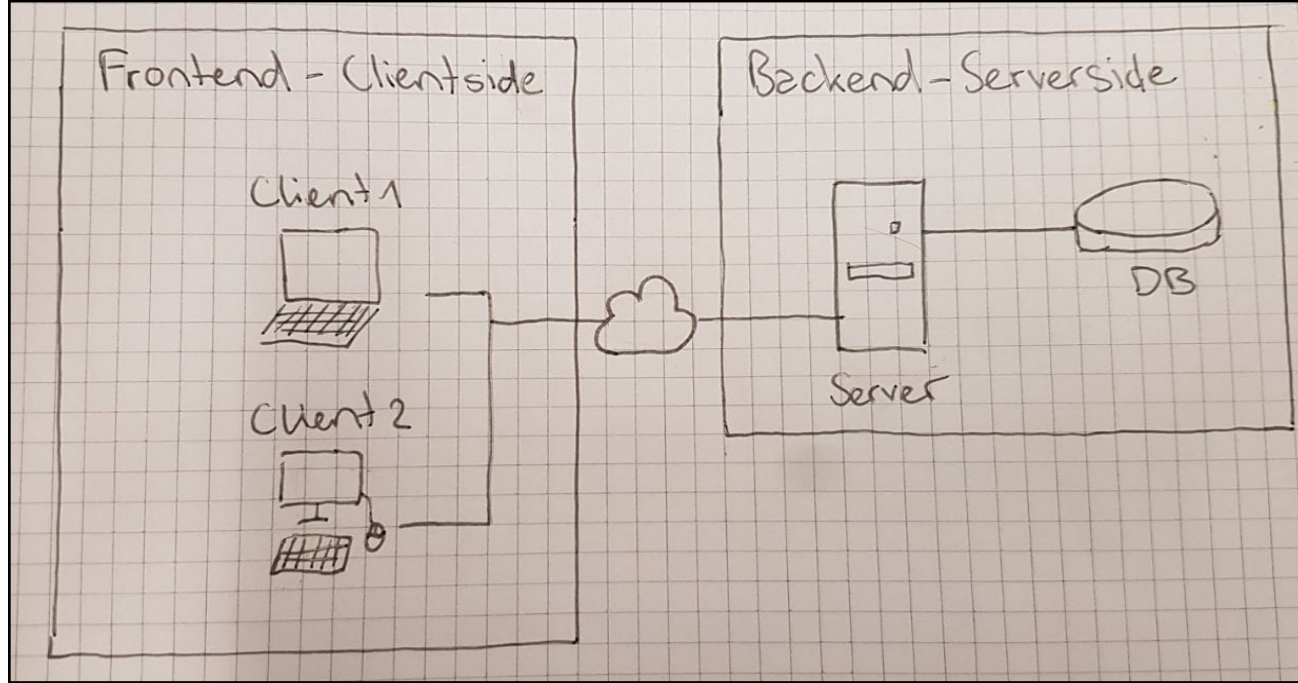 Frontend - Clientside
Client 1
Client 2
Backend - Serverside
Server
DB